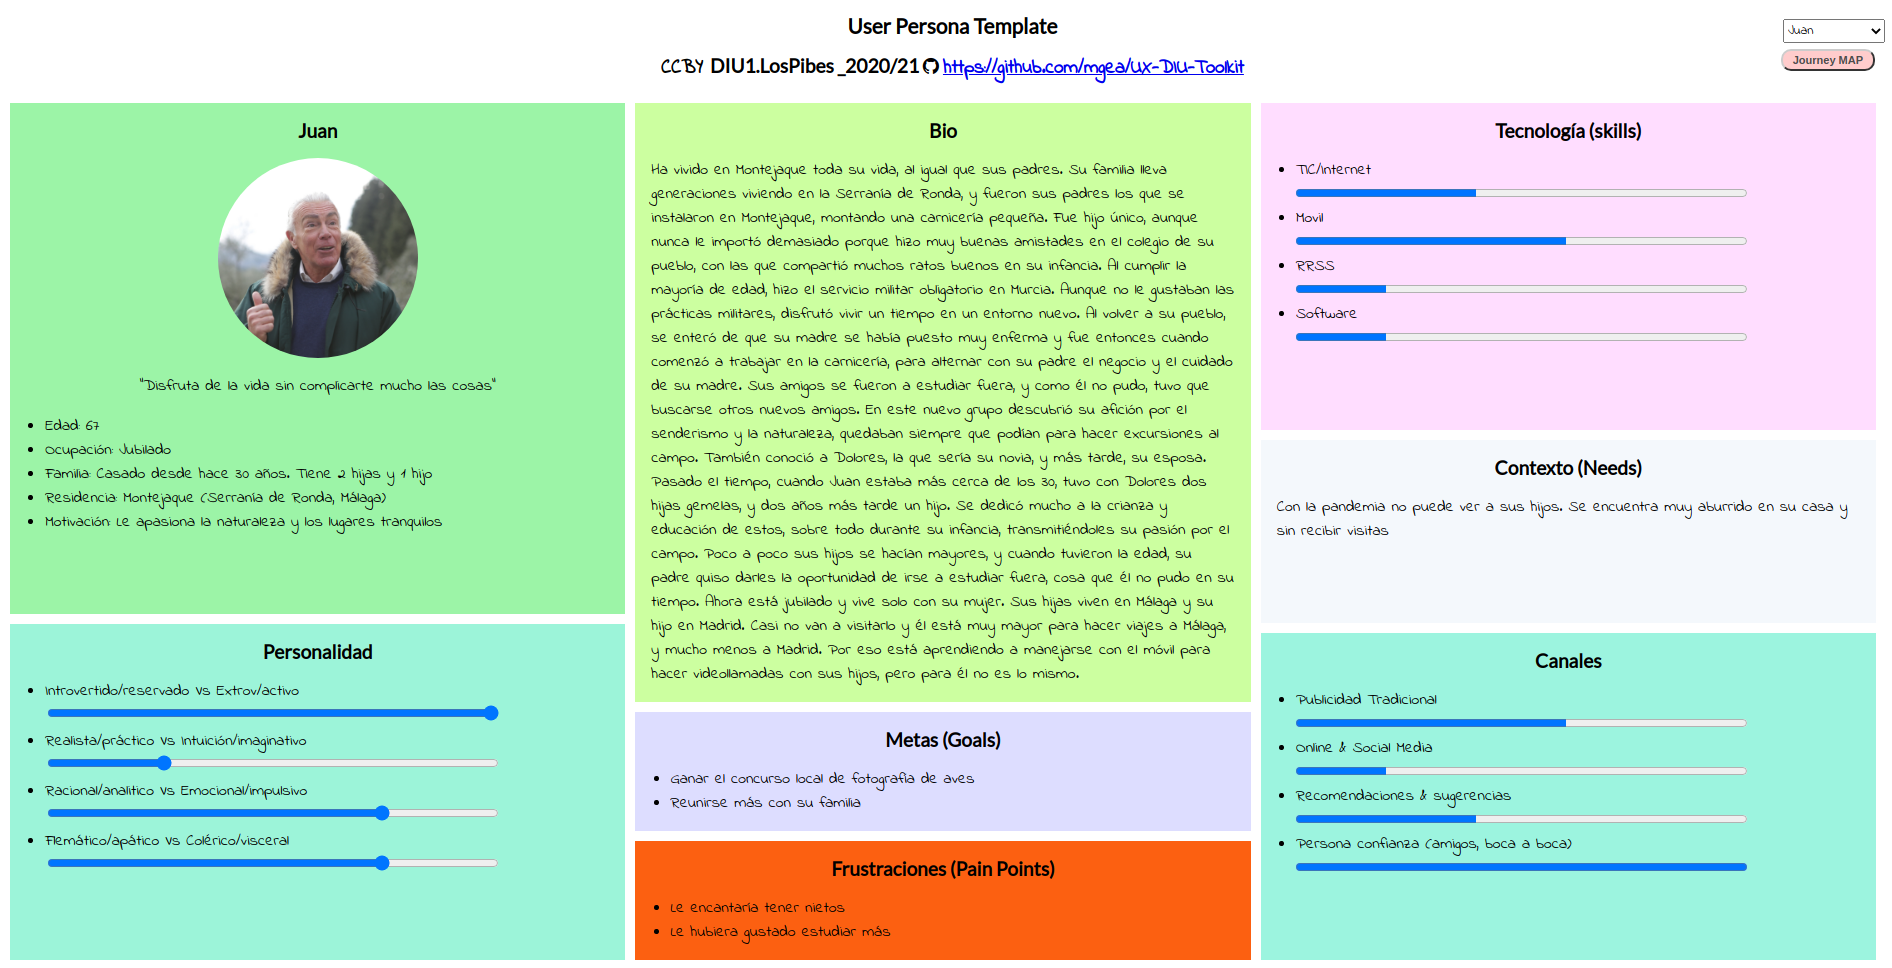 User Persona Template
CCBY DIU1.LosPibes_2020/21 https://github.com/mgea/UX-DIU-Toolkit
Juan
Journey MAP
Juan
"Disfruta de la vida sin complicarte mucho las cosas"
Edad: 67
Ocupación: Jubilado
Familia: Casado desde hace 30 años. Tiene 2 hijas y 1 hijo
Residencia: Montejaque (Serranía de Ronda, Málaga)
Motivación: Le apasiona la naturaleza y los lugares tranquilos
Personalidad
Introvertido/reservado Vs Extrov/activo
Realista/práctico Vs Intuición/imaginativo
Racional/analitico Vs Emocional/impulsivo
Flemático/apático Vs Colérico/visceral
Bio
Ha vivido en Montejaque toda su vida, al igual que sus padres. Su familia lleva
generaciones viviendo en la Serranía de Ronda, y fueron sus padres los que se
instalaron en Montejaque, montando una carnicería pequeña. Fue hijo único, aunque
nunca le importó demasiado porque hizo muy buenas amistades en el colegio de su
pueblo, con las que compartió muchos ratos buenos en su infancia. Al cumplir la
mayoría de edad, hizo el servicio militar obligatorio en Murcia. Aunque no le gustaban las
prácticas militares, disfrutó vivir un tiempo en un entorno nuevo. Al volver a su pueblo,
se enteró de que su madre se había puesto muy enferma y fue entonces cuando
comenzó a trabajar en la carnicería, para alternar con su padre el negocio y el cuidado
de su madre. Sus amigos se fueron a estudiar fuera, y como él no pudo, tuvo que
buscarse otros nuevos amigos. En este nuevo grupo descubrió su afición por el
senderismo y la naturaleza, quedaban siempre que podían para hacer excursiones al
campo. También conoció a Dolores, la que sería su novia, y más tarde, su esposa.
Pasado el tiempo, cuando Juan estaba más cerca de los 30, tuvo con Dolores dos
hijas gemelas, y dos años más tarde un hijo. Se dedicó mucho a la crianza y
educación de estos, sobre todo durante su infancia, transmitiéndoles su pasión por el
campo. Poco a poco sus hijos se hacían mayores, y cuando tuvieron la edad, su
padre quiso darles la oportunidad de irse a estudiar fuera, cosa que él no pudo en su
tiempo. Ahora está jubilado y vive solo con su mujer. Sus hijas viven en Málaga y su
hijo en Madrid. Casi no van a visitarlo y él está muy mayor para hacer viajes a Málaga,
y mucho menos a Madrid. Por eso está aprendiendo a manejarse con el móvil para
hacer videollamadas con sus hijos, pero para él no es lo mismo.
Metas (Goals)
Ganar el concurso local de fotografía de aves
Reunirse más con su familia
Frustraciones (Pain Points)
Le encantaría tener nietos
Le hubiera gustado estudiar más
Tecnología (skills)
TIC/Internet
Movil
RRSS
Software
Contexto (Needs)
Con la pandemia no puede ver a sus hijos. Se encuentra muy aburrido en su casa y
sin recibir visitas
Canales
Publicidad Tradicional
Online & Social Media
Recomendaciones & sugerencias
Persona confianza (amigos, boca a boca)